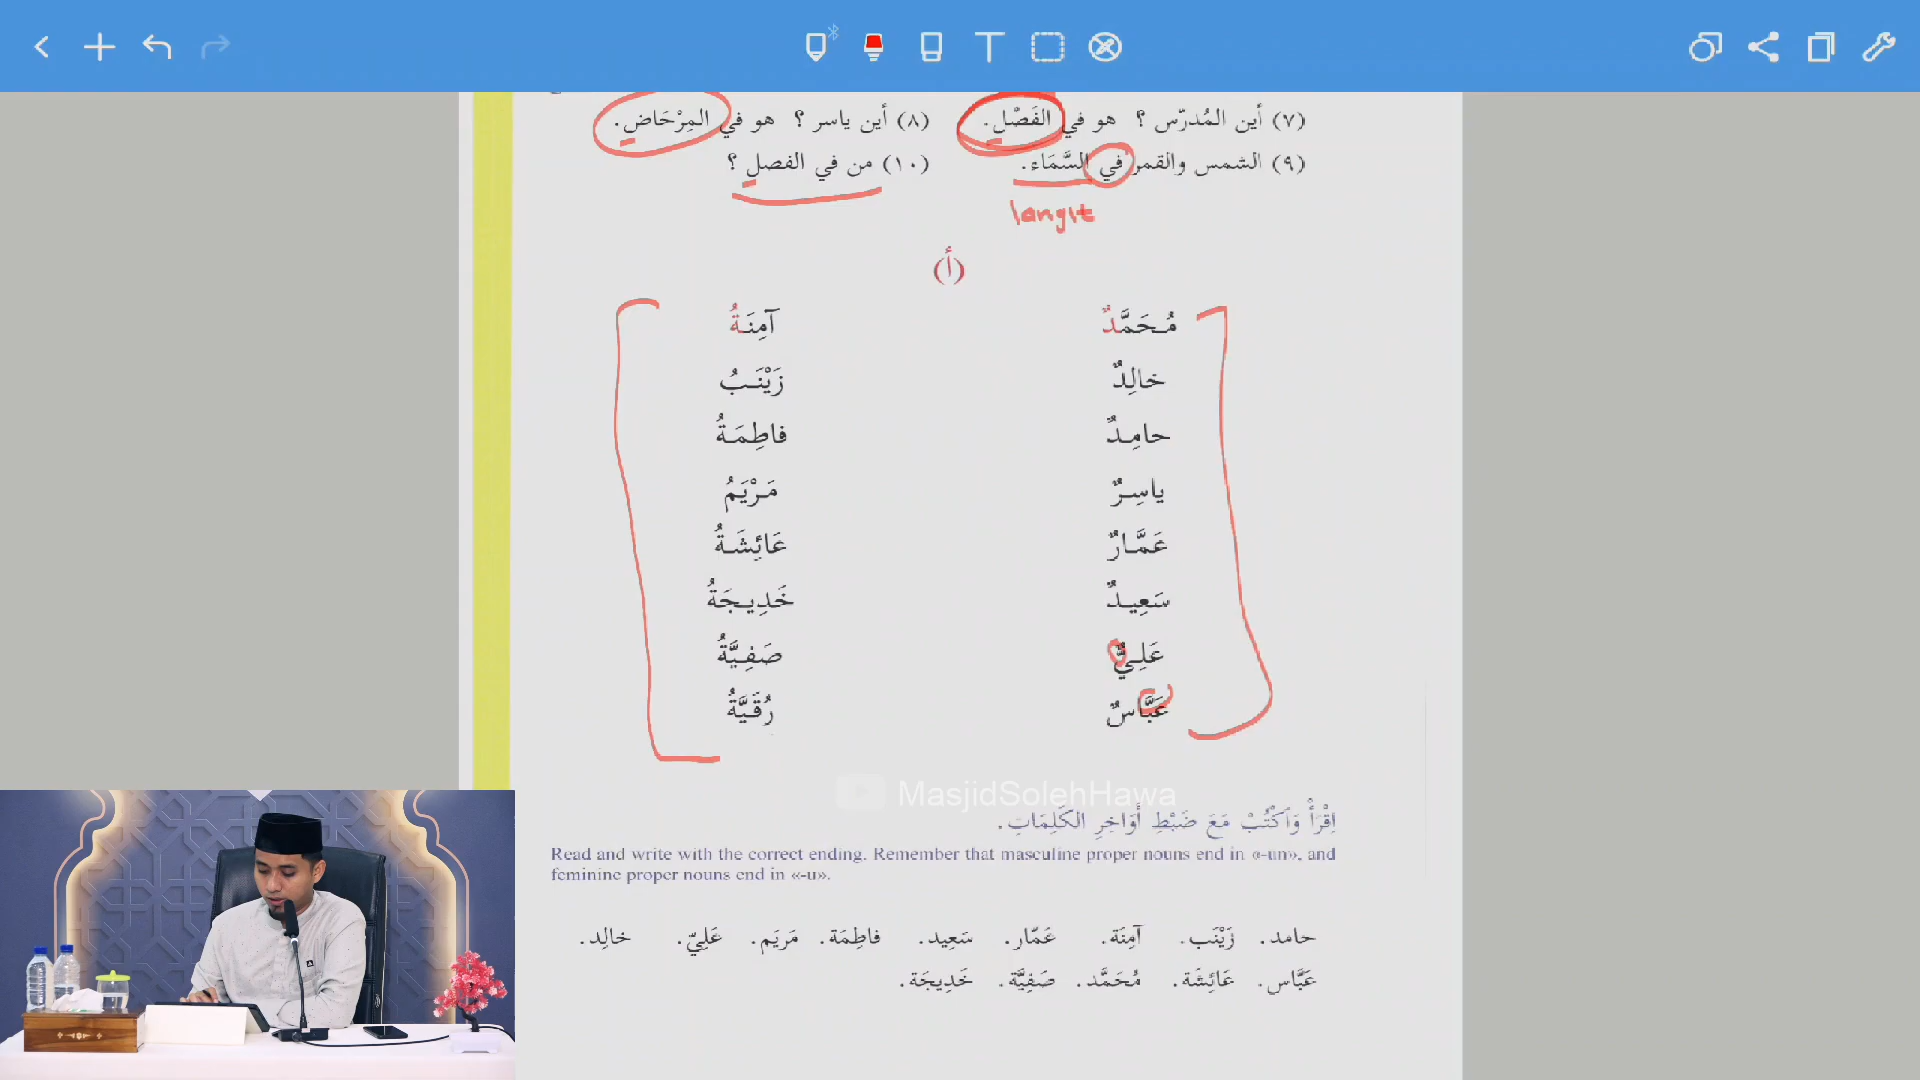 (٧) أين المُدرّس ؟ هو في الفَصْل . (٨) أين ياسر ؟ هو في المِرْحَاض .
(٩) الشمس والقمر في السَّمَاء . (١٠) من في الفصل ؟
langit
(أ)
مُحَمَّدٌ آمِنَةُ
خالِدٌ زَيْنَبُ
حامِدٌ فاطِمَةُ
ياسِرٌ مَرْيَمُ
عَمَّارٌ عَائِشَةُ
سَعِيدٌ خَدِيجَةُ
عَلِيٌّ صَفِيَّةُ
عَبَّاسٌ رُقَيَّةُ
MasjidSolehHawa
اِقْرَأْ وَاكْتُبْ مَعَ ضَبْطِ أَوَاخِرِ الكَلِمَاتِ .
Read and write with the correct ending. Remember that masculine proper nouns end in «-un», and
feminine proper nouns end in «-u».
حامد . زَيْنَب . آمِنَة . عَمّار . سَعِيد . فاطِمَة . مَريَم . عَلِيّ . خالِد .
عَبَّاس . عَائِشَة . مُحَمَّد . صَفِيَّة . خَدِيجَة .